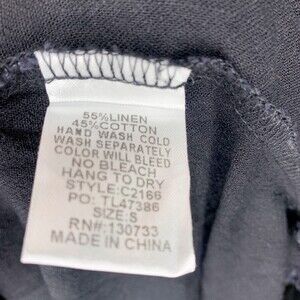 55%LINEN
45%COTTON
HAND WASH COLD
WASH SEPARATELY
COLOR WILL BLEED
NO BLEACH
HANG TO DRY
STYLE:C2166
PO: TL47386
SIZE:S
RN#:130733
MADE IN CHINA